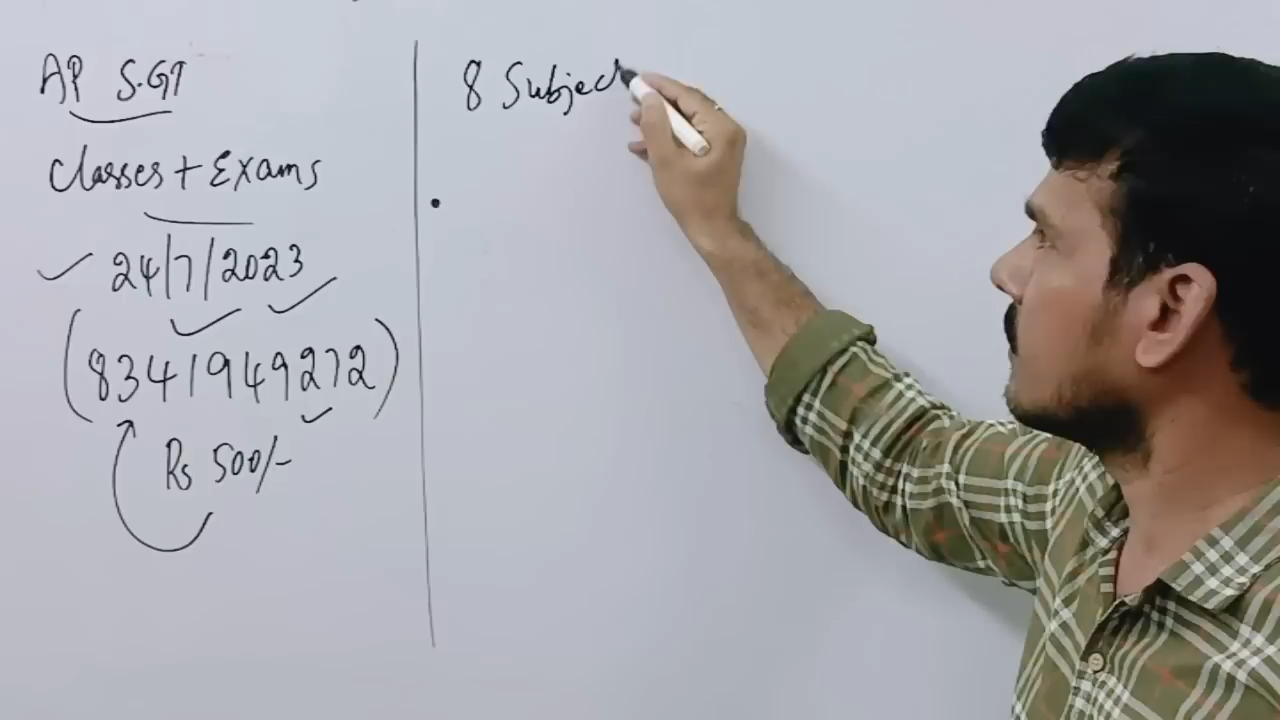 AP S.GT
classes + Exams
24/7/2023
(8341949272)
Rs 500/-
8 Subject